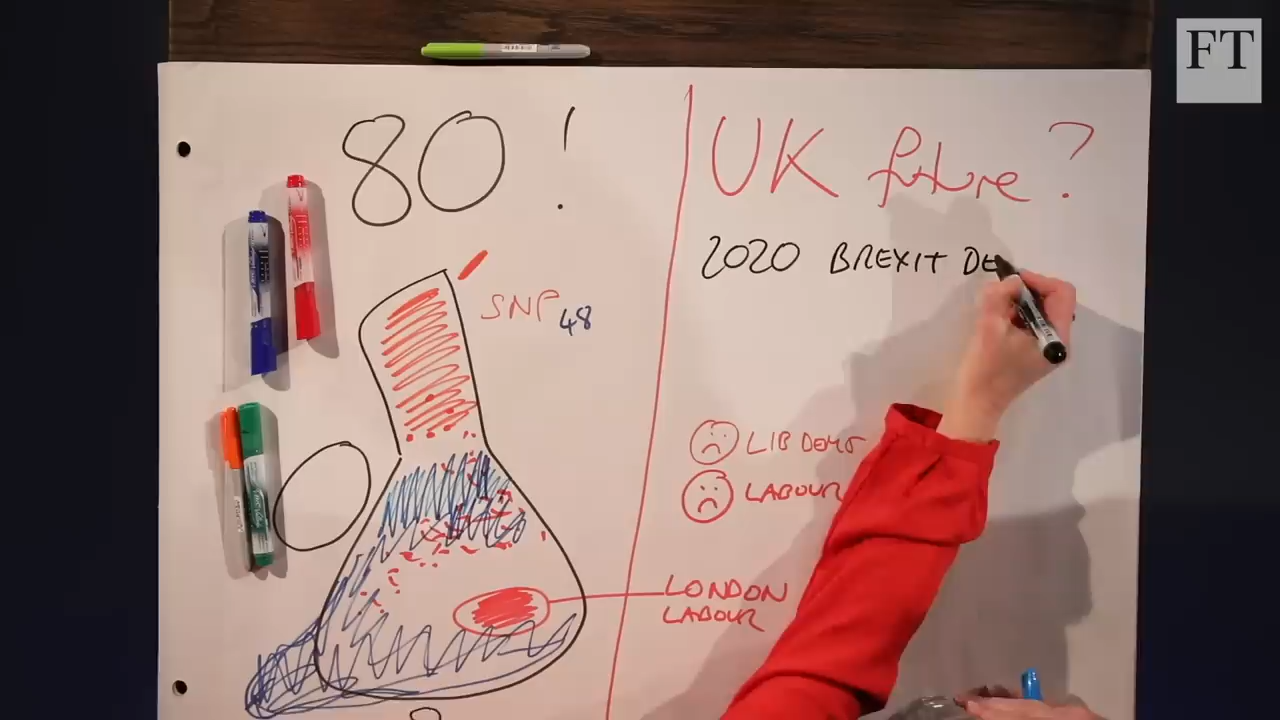 FT
80 !
UK future ?
2020 BREXIT DE
SNP 48
LIB DEMS
LABOUR
LONDON
LABOUR